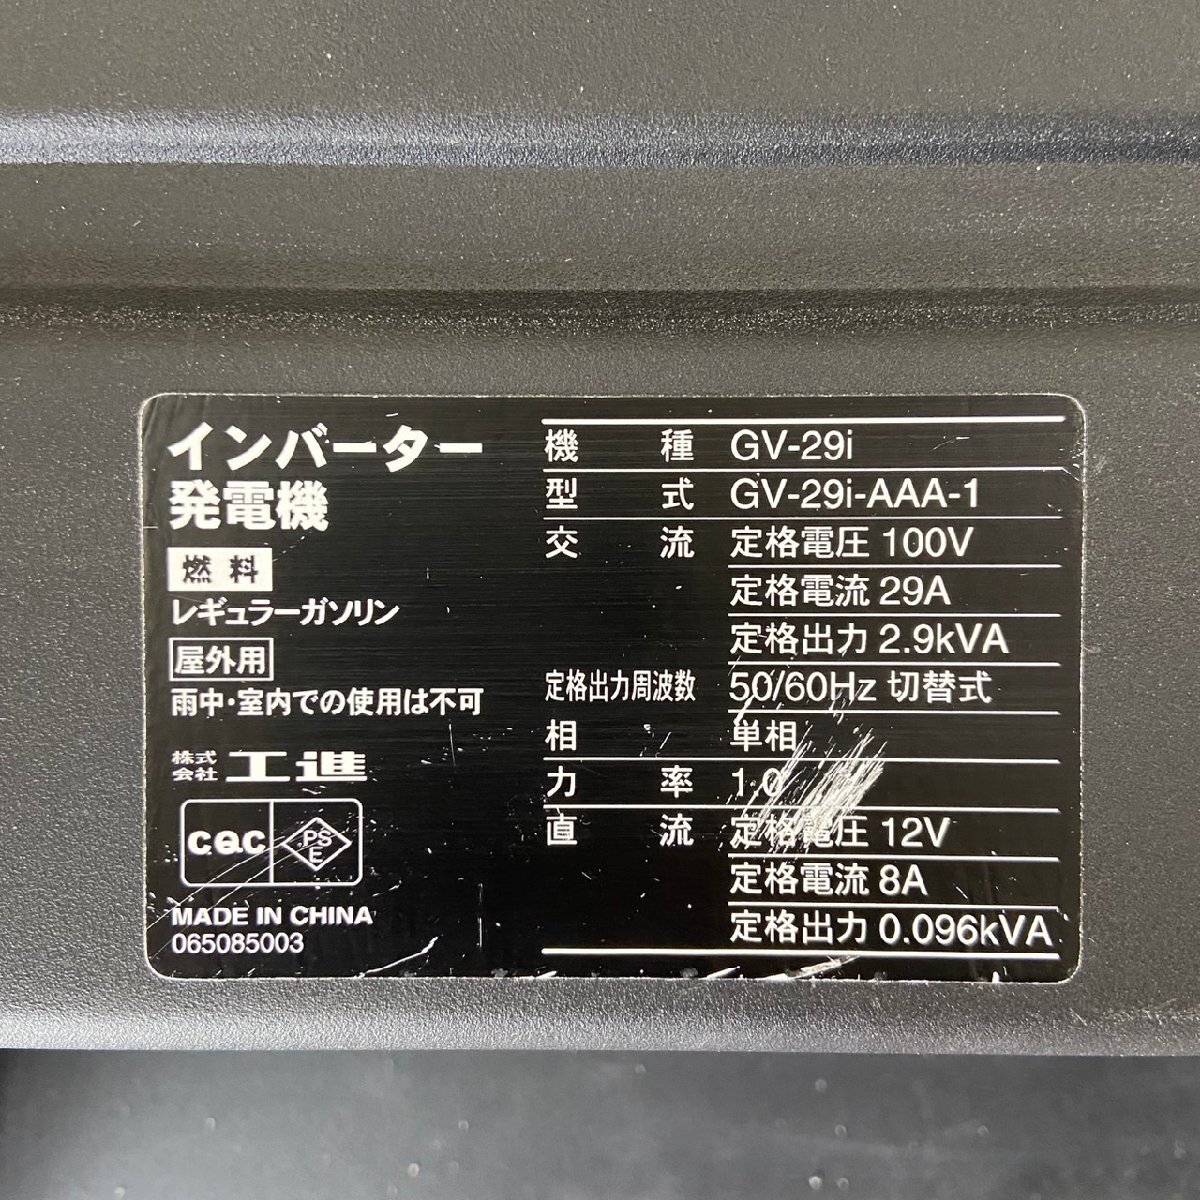 インバーター
発電機
燃料
レギュラーガソリン
屋外用
雨中・室内での使用は不可
株式会社 工進
CQC PSE
MADE IN CHINA
065085003
機種 GV-29i
型式 GV-29i-AAA-1
交流 定格電圧 100V
定格電流 29A
定格出力 2.9kVA
定格出力周波数 50/60Hz 切替式
相 単相
力率 1.0
直流 定格電圧 12V
定格電流 8A
定格出力 0.096kVA